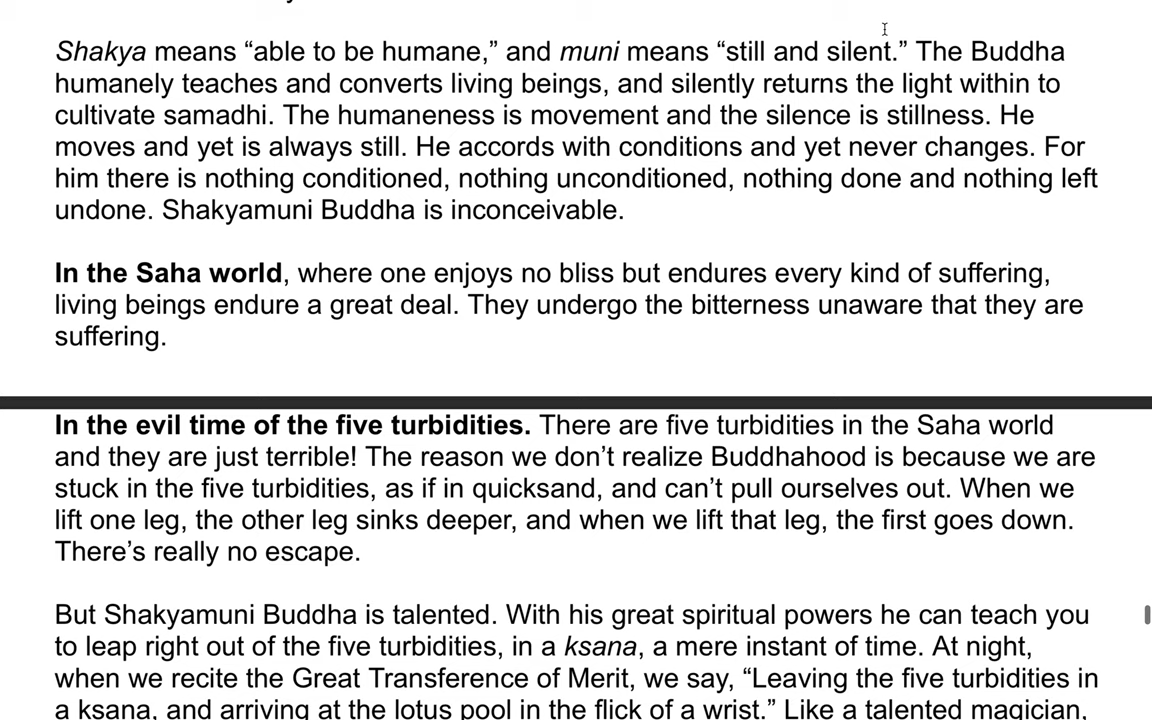 Shakya means “able to be humane,” and muni means “still and silent.” The Buddha
humanely teaches and converts living beings, and silently returns the light within to
cultivate samadhi. The humaneness is movement and the silence is stillness. He
moves and yet is always still. He accords with conditions and yet never changes. For
him there is nothing conditioned, nothing unconditioned, nothing done and nothing left
undone. Shakyamuni Buddha is inconceivable.
In the Saha world, where one enjoys no bliss but endures every kind of suffering,
living beings endure a great deal. They undergo the bitterness unaware that they are
suffering.
In the evil time of the five turbidities. There are five turbidities in the Saha world
and they are just terrible! The reason we don’t realize Buddhahood is because we are
stuck in the five turbidities, as if in quicksand, and can’t pull ourselves out. When we
lift one leg, the other leg sinks deeper, and when we lift that leg, the first goes down.
There’s really no escape.
But Shakyamuni Buddha is talented. With his great spiritual powers he can teach you
to leap right out of the five turbidities, in a ksana, a mere instant of time. At night,
when we recite the Great Transference of Merit, we say, “Leaving the five turbidities in
a ksana, and arriving at the lotus pool in the flick of a wrist.” Like a talented magician,